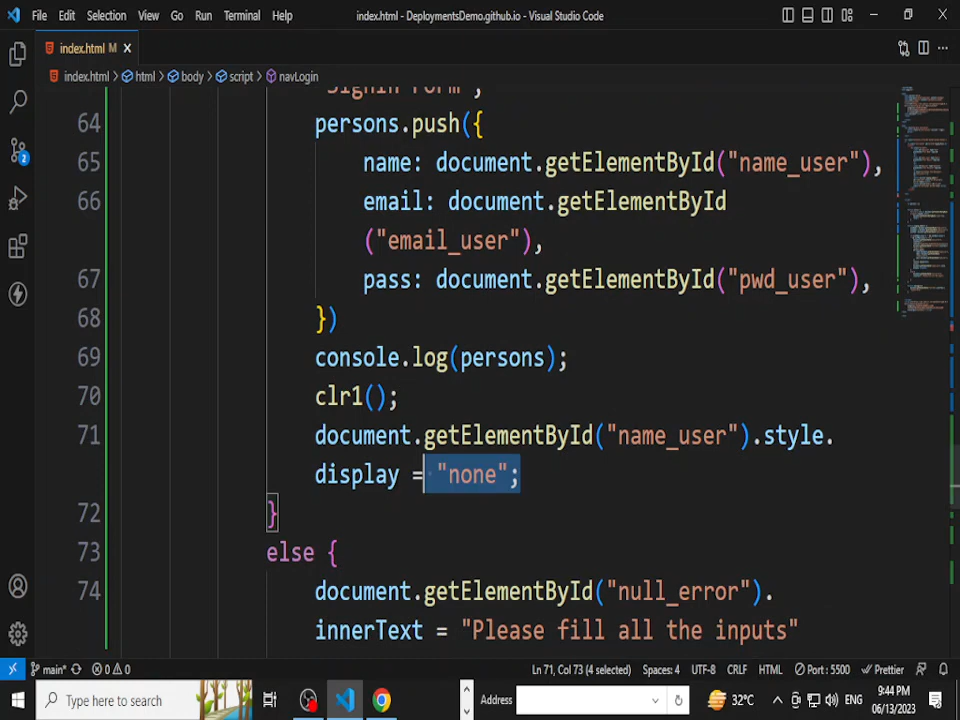 File Edit Selection View Go Run Terminal Help index.html - DeploymentsDemo.github.io - Visual Studio Code
index.html M
index.html > html > body > script > navLogin
"SignIn Form";
64 persons.push({
65 name: document.getElementById("name_user"),
66 email: document.getElementById
("email_user"),
67 pass: document.getElementById("pwd_user"),
68 })
69 console.log(persons);
70 clr1();
71 document.getElementById("name_user").style.
display = "none";
72 }
73 else {
74 document.getElementById("null_error").
innerText = "Please fill all the inputs"
2
main* 0 0 Ln 71, Col 73 (4 selected) Spaces: 4 UTF-8 CRLF HTML Port : 5500 Prettier
Type here to search Address 32°C ENG 9:44 PM
06/13/2023